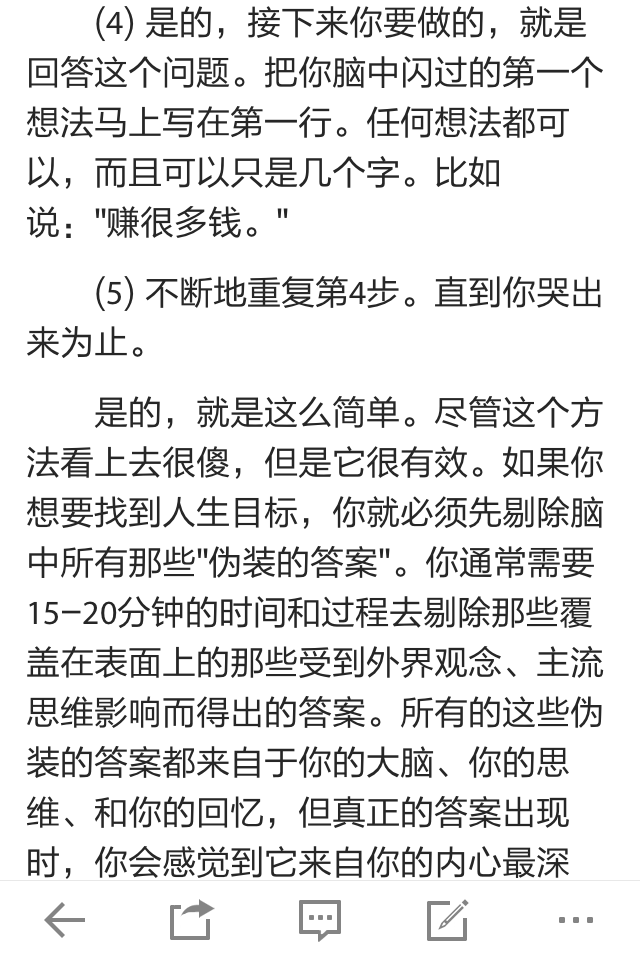 (4) 是的，接下来你要做的，就是
回答这个问题。把你脑中闪过的第一个
想法马上写在第一行。任何想法都可
以，而且可以只是几个字。比如
说："赚很多钱。"
(5) 不断地重复第4步。直到你哭出
来为止。
是的，就是这么简单。尽管这个方
法看上去很傻，但是它很有效。如果你
想要找到人生目标，你就必须先剔除脑
中所有那些"伪装的答案"。你通常需要
15-20分钟的时间和过程去剔除那些覆
盖在表面上的那些受到外界观念、主流
思维影响而得出的答案。所有的这些伪
装的答案都来自于你的大脑、你的思
维、和你的回忆，但真正的答案出现
时，你会感觉到它来自你的内心最深